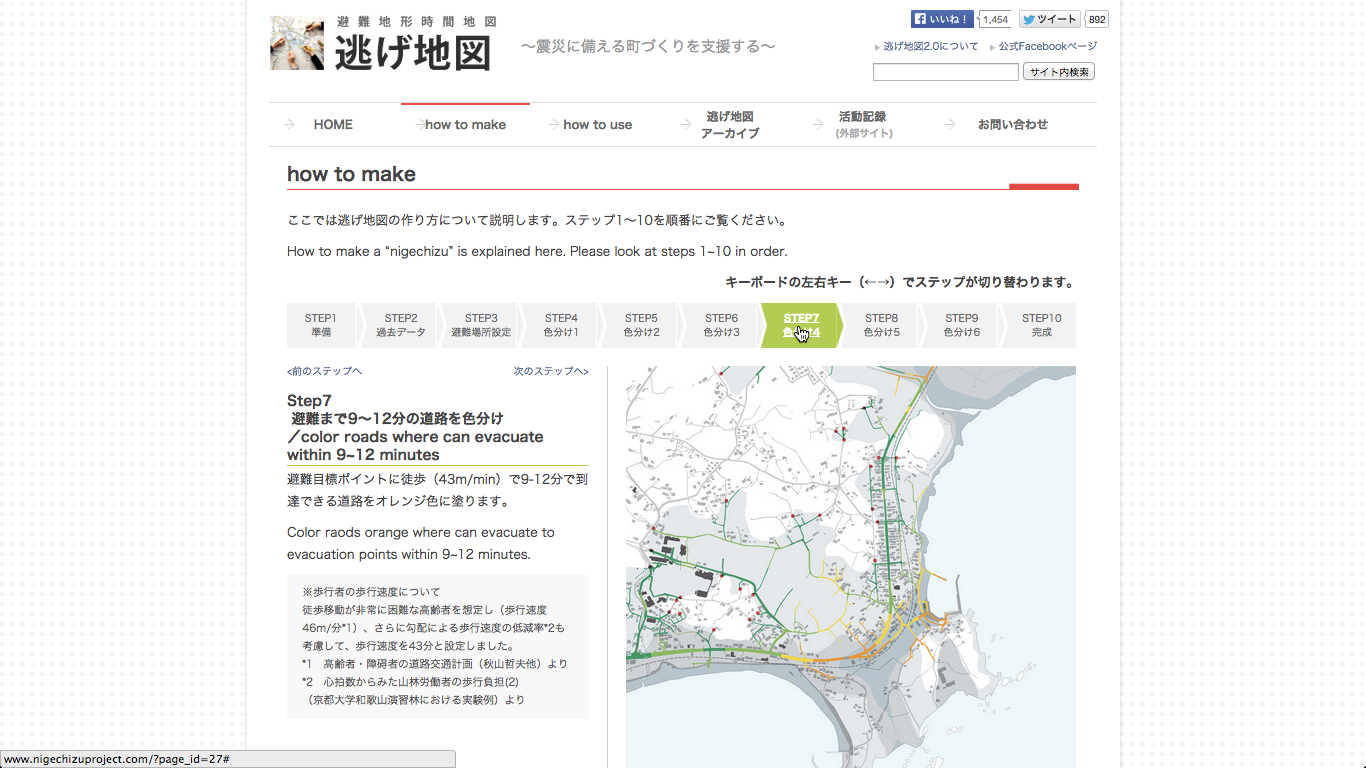 避難地形時間地図
逃げ地図
〜震災に備える町づくりを支援する〜
いいね！ 1,454 ツイート 892
逃げ地図2.0について 公式Facebookページ
サイト内検索
HOME
how to make
how to use
逃げ地図
アーカイブ
活動記録
(外部サイト)
お問い合わせ
how to make
ここでは逃げ地図の作り方について説明します。ステップ1〜10を順番にご覧ください。
How to make a “nigechizu” is explained here. Please look at steps 1~10 in order.
キーボードの左右キー（←→）でステップが切り替わります。
STEP1
準備
STEP2
過去データ
STEP3
避難場所設定
STEP4
色分け1
STEP5
色分け2
STEP6
色分け3
STEP7
色分け4
STEP8
色分け5
STEP9
色分け6
STEP10
完成
<前のステップへ 次のステップへ>
Step7
避難まで9〜12分の道路を色分け
／color roads where can evacuate
within 9~12 minutes
避難目標ポイントに徒歩（43m/min）で9-12分で到
達できる道路をオレンジ色に塗ります。
Color raods orange where can evacuate to
evacuation points within 9~12 minutes.
※歩行者の歩行速度について
徒歩移動が非常に困難な高齢者を想定し（歩行速度
46m/分*1）、さらに勾配による歩行速度の低減率*2も
考慮して、歩行速度を43分と設定しました。
*1　高齢者・障碍者の道路交通計画（秋山哲夫他）より
*2　心拍数からみた山林労働者の歩行負担(2)
（京都大学和歌山演習林における実験例）より
www.nigechizuproject.com/?page_id=27#